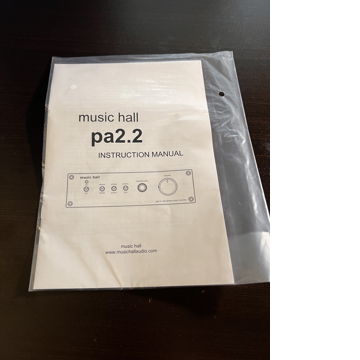 music hall
pa2.2
INSTRUCTION MANUAL
music hall
music hall
www.musichallaudio.com